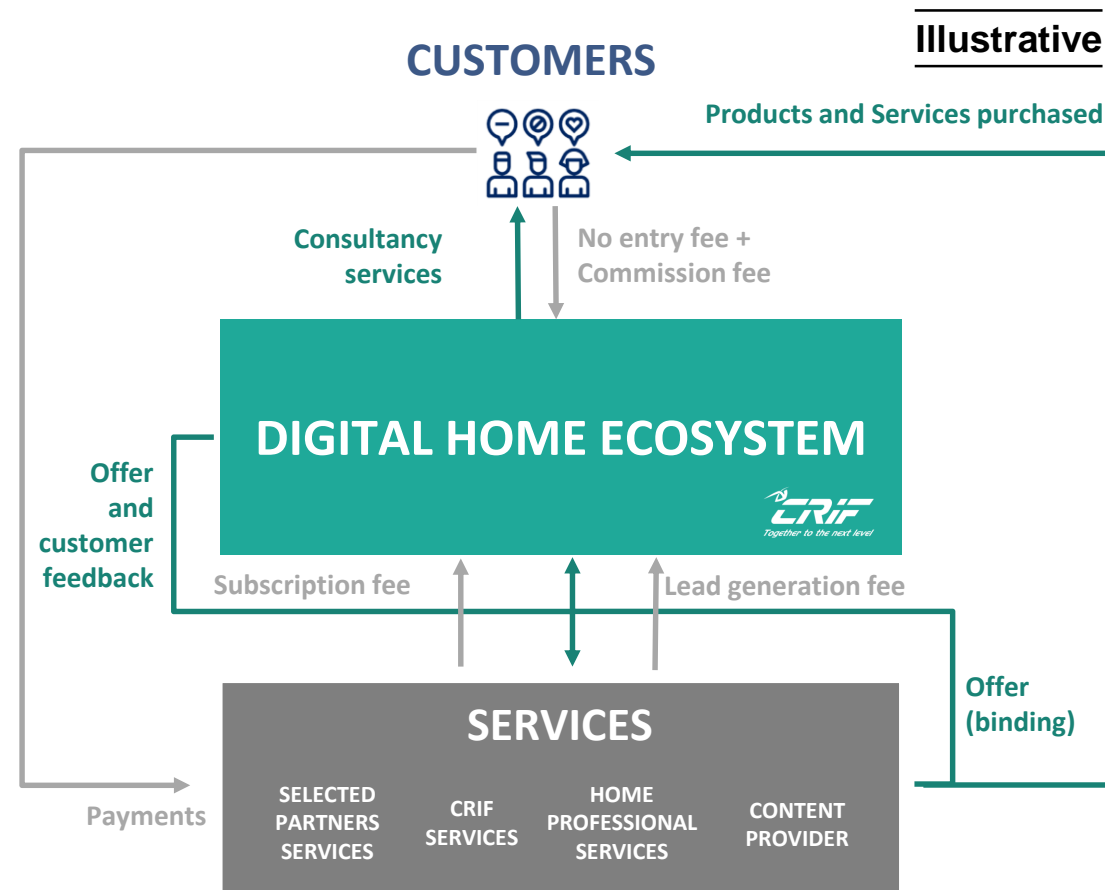 Illustrative
CUSTOMERS
Products and Services purchased
Consultancy
services
No entry fee +
Commission fee
DIGITAL HOME ECOSYSTEM
CRIF
Together to the next level
Offer
and
customer
feedback
Subscription fee
Lead generation fee
SERVICES
Offer
(binding)
SELECTED
PARTNERS
SERVICES
CRIF
SERVICES
HOME
PROFESSIONAL
SERVICES
CONTENT
PROVIDER
Payments